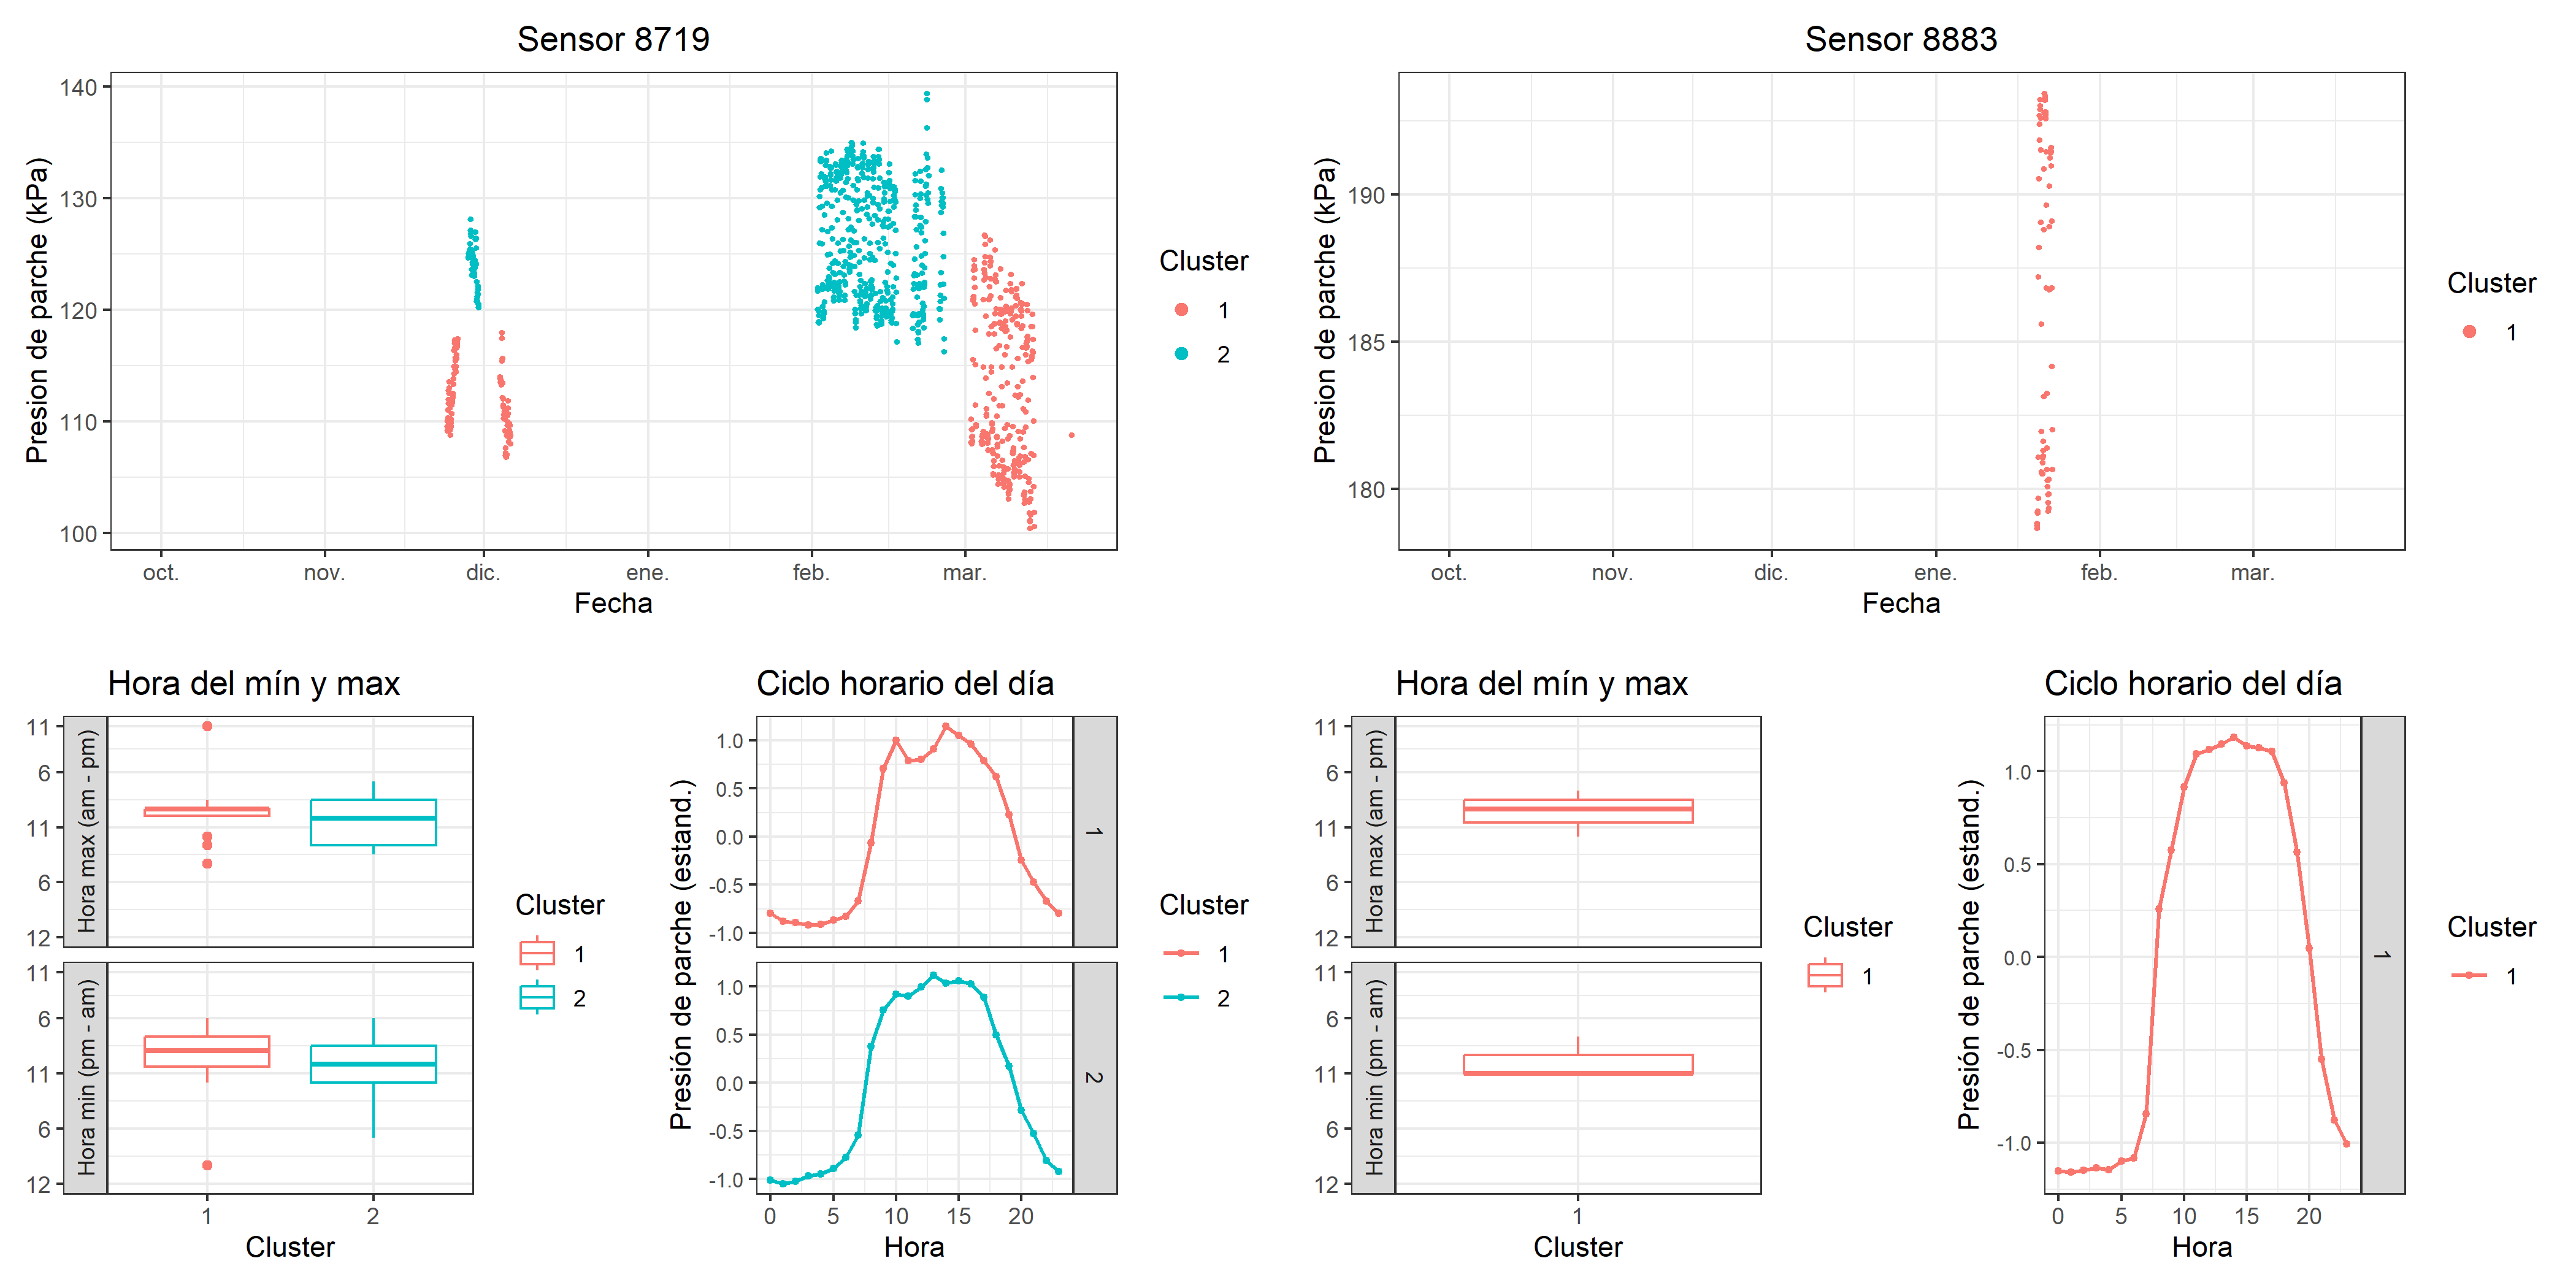 Sensor 8719
Presion de parche (kPa)
140
130
120
110
100
oct.
nov.
dic.
ene.
feb.
mar.
Fecha
Cluster
1
2
Sensor 8883
Presion de parche (kPa)
190
185
180
oct.
nov.
dic.
ene.
feb.
mar.
Fecha
Cluster
1
Hora del mín y max
11
6
11
6
12
Hora max (am - pm)
11
6
11
6
12
Hora min (pm - am)
1
2
Cluster
Cluster
1
2
Ciclo horario del día
Presión de parche (estand.)
1.0
0.5
0.0
-0.5
-1.0
1
1.0
0.5
0.0
-0.5
-1.0
2
0
5
10
15
20
Hora
Cluster
1
2
Hora del mín y max
11
6
11
6
12
Hora max (am - pm)
11
6
11
6
12
Hora min (pm - am)
1
Cluster
Cluster
1
Ciclo horario del día
Presión de parche (estand.)
1.0
0.5
0.0
-0.5
-1.0
1
0
5
10
15
20
Hora
Cluster
1